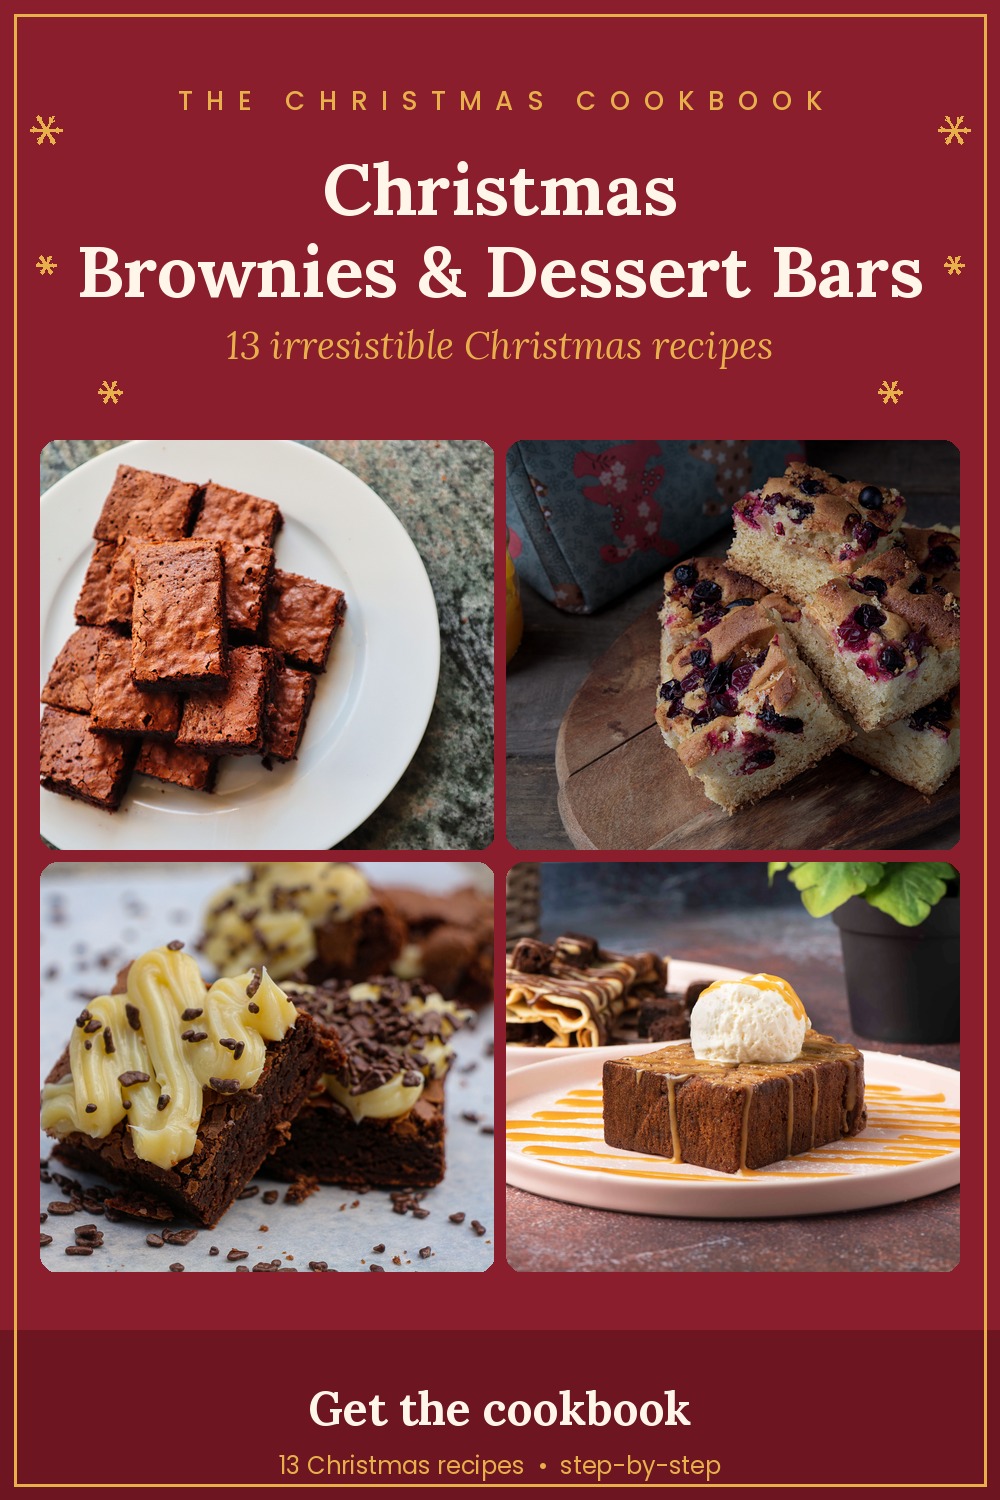 THE CHRISTMAS COOKBOOK
Christmas
Brownies & Dessert Bars
13 irresistible Christmas recipes
Get the cookbook
13 Christmas recipes • step-by-step